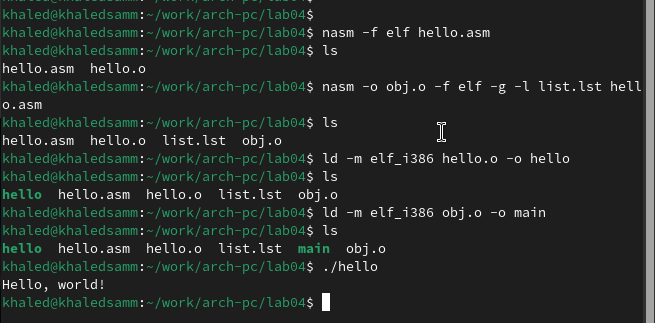 khaled@khaledsamm:~/work/arch-pc/lab04$
khaled@khaledsamm:~/work/arch-pc/lab04$ nasm -f elf hello.asm
khaled@khaledsamm:~/work/arch-pc/lab04$ ls
hello.asm  hello.o
khaled@khaledsamm:~/work/arch-pc/lab04$ nasm -o obj.o -f elf -g -l list.lst hell
o.asm
khaled@khaledsamm:~/work/arch-pc/lab04$ ls
hello.asm  hello.o  list.lst  obj.o
khaled@khaledsamm:~/work/arch-pc/lab04$ ld -m elf_i386 hello.o -o hello
khaled@khaledsamm:~/work/arch-pc/lab04$ ls
hello  hello.asm  hello.o  list.lst  obj.o
khaled@khaledsamm:~/work/arch-pc/lab04$ ld -m elf_i386 obj.o -o main
khaled@khaledsamm:~/work/arch-pc/lab04$ ls
hello  hello.asm  hello.o  list.lst  main  obj.o
khaled@khaledsamm:~/work/arch-pc/lab04$ ./hello
Hello, world!
khaled@khaledsamm:~/work/arch-pc/lab04$